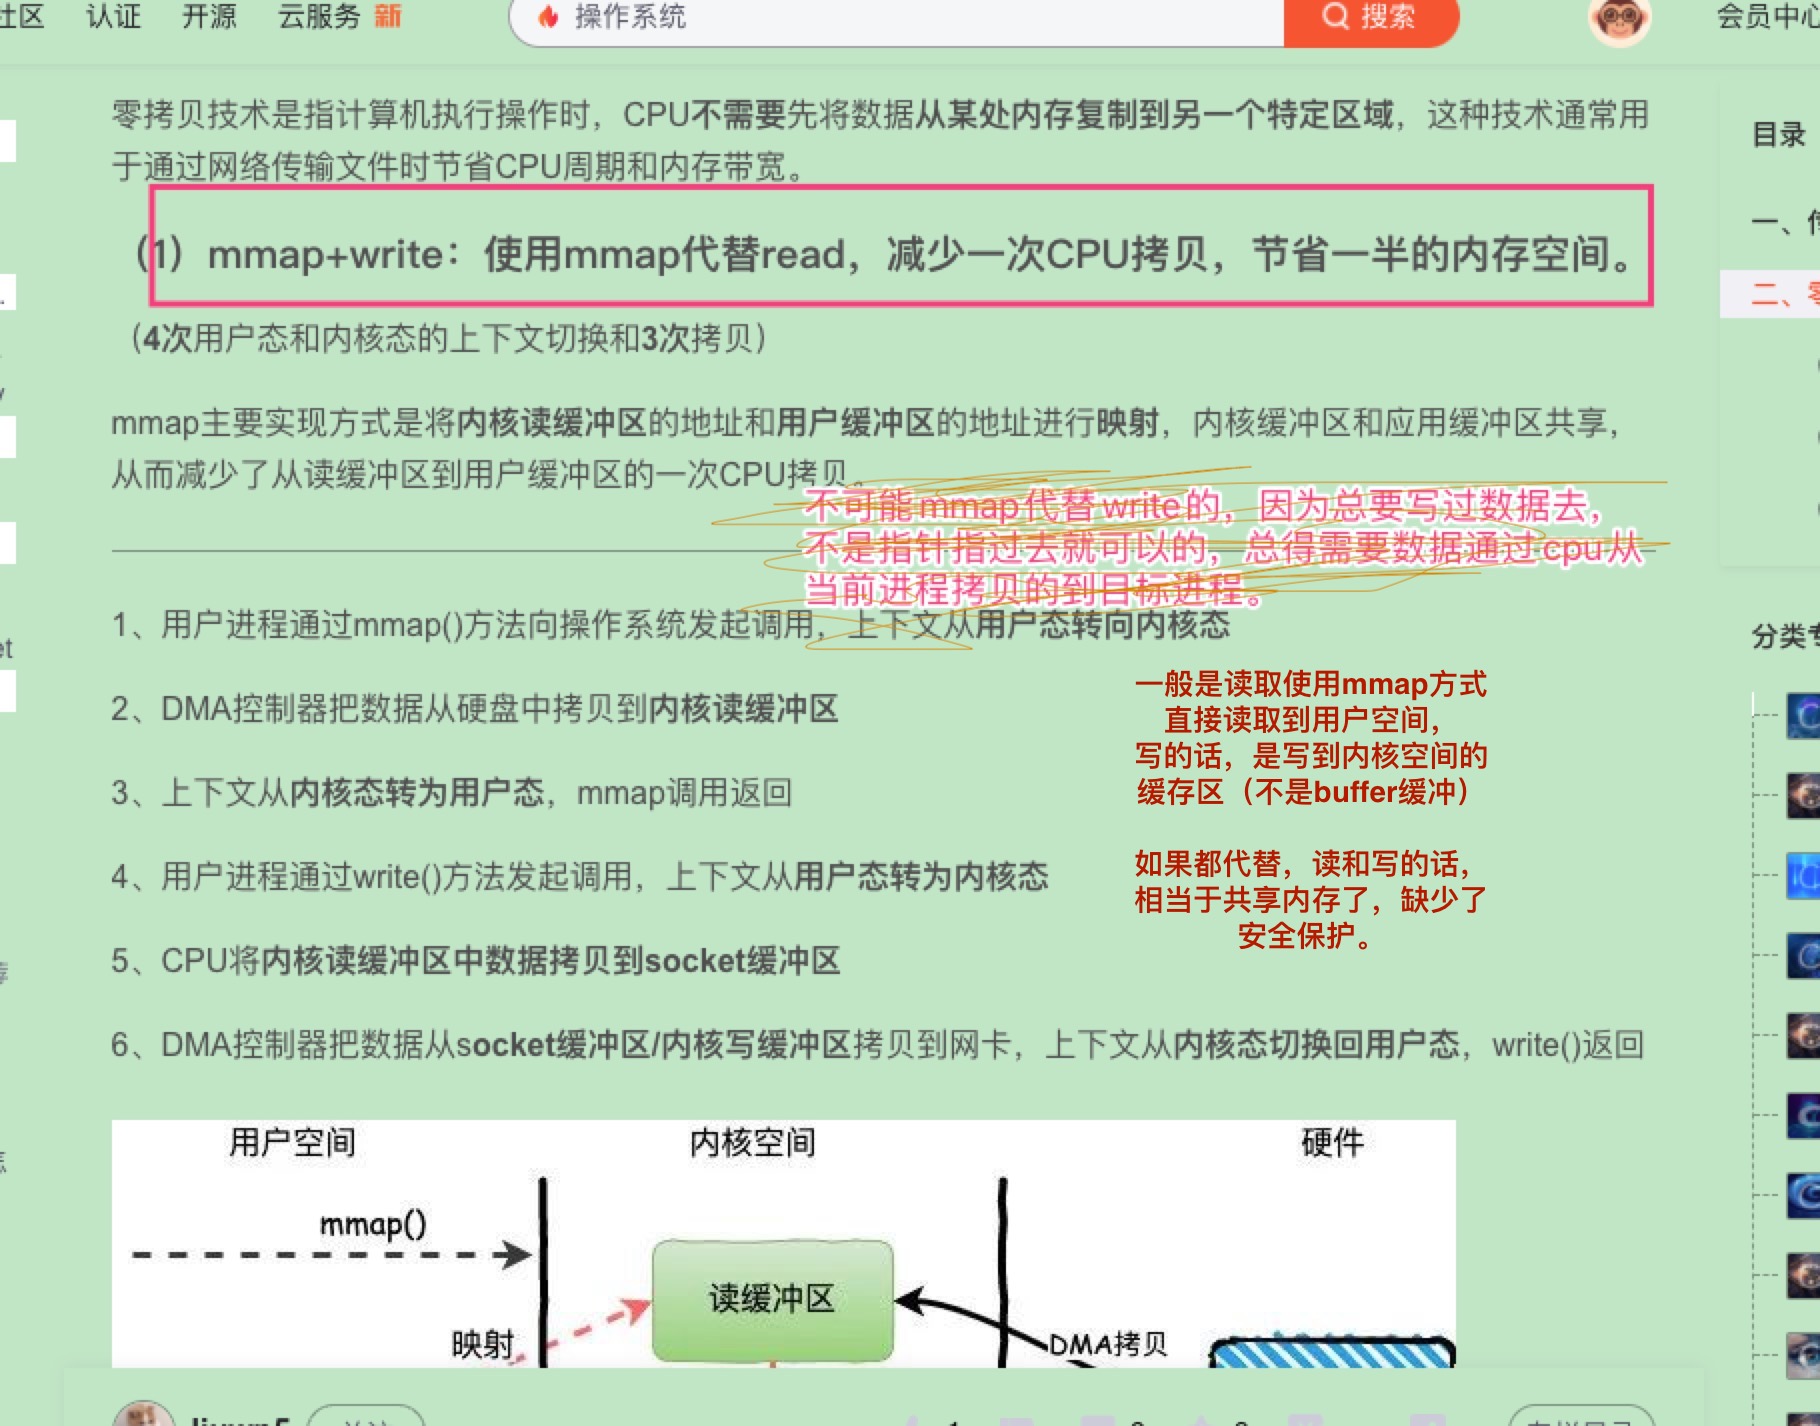 社区 认证 开源 云服务 新 操作系统 搜索 会员中心
零拷贝技术是指计算机执行操作时，CPU不需要先将数据从某处内存复制到另一个特定区域，这种技术通常用
于通过网络传输文件时节省CPU周期和内存带宽。
目录
（1）mmap+write：使用mmap代替read，减少一次CPU拷贝，节省一半的内存空间。
一、
二、
（4次用户态和内核态的上下文切换和3次拷贝）
mmap主要实现方式是将内核读缓冲区的地址和用户缓冲区的地址进行映射，内核缓冲区和应用缓冲区共享，
从而减少了从读缓冲区到用户缓冲区的一次CPU拷贝。
不可能mmap代替write的，因为总要写过数据去，
不是指针指过去就可以的，总得需要数据通过cpu从
当前进程拷贝的到目标进程。
1、用户进程通过mmap()方法向操作系统发起调用，上下文从用户态转向内核态
分类
2、DMA控制器把数据从硬盘中拷贝到内核读缓冲区
3、上下文从内核态转为用户态，mmap调用返回
4、用户进程通过write()方法发起调用，上下文从用户态转为内核态
5、CPU将内核读缓冲区中数据拷贝到socket缓冲区
6、DMA控制器把数据从socket缓冲区/内核写缓冲区拷贝到网卡，上下文从内核态切换回用户态，write()返回
一般是读取使用mmap方式
直接读取到用户空间，
写的话，是写到内核空间的
缓存区（不是buffer缓冲）
如果都代替，读和写的话，
相当于共享内存了，缺少了
安全保护。
用户空间 内核空间 硬件
mmap()
读缓冲区
映射
DMA拷贝